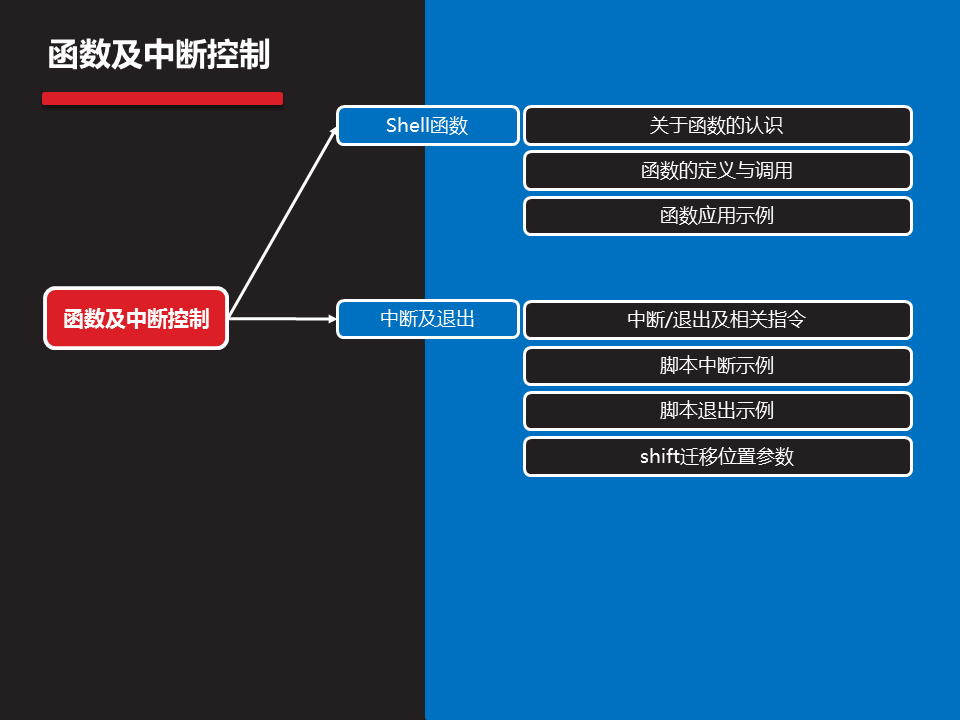 函数及中断控制
Shell函数
关于函数的认识
函数的定义与调用
函数应用示例
函数及中断控制
中断及退出
中断/退出及相关指令
脚本中断示例
脚本退出示例
shift迁移位置参数